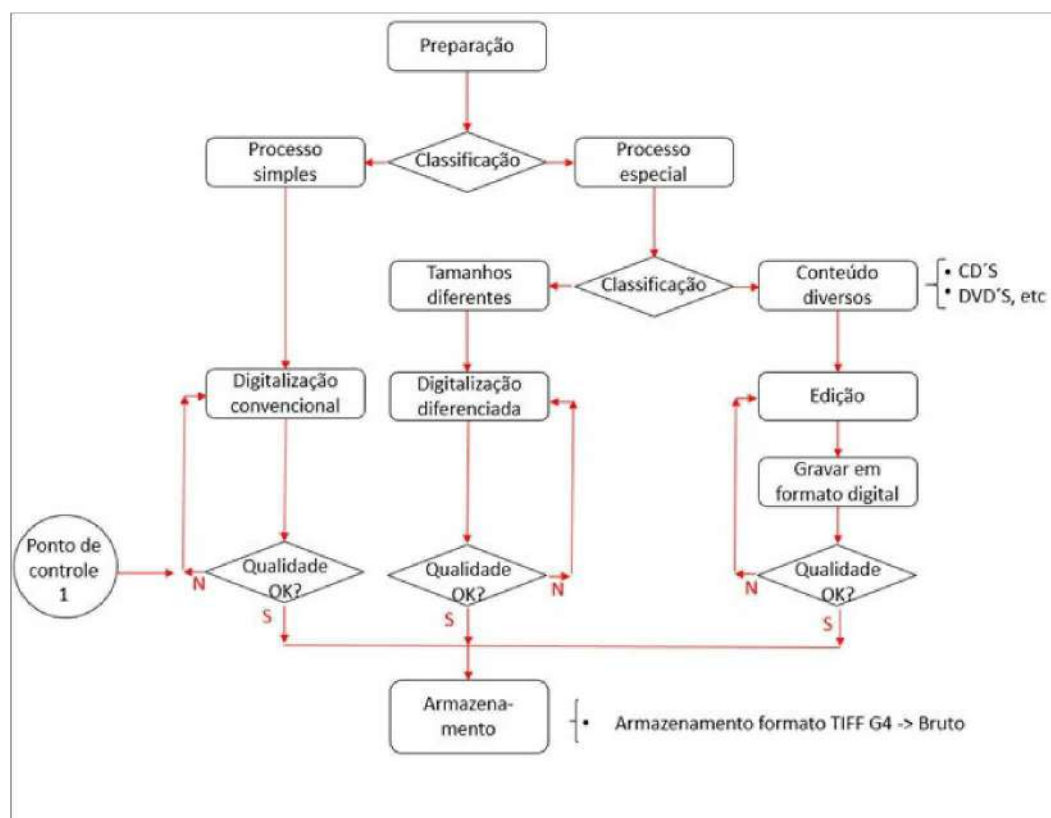 Preparação
Processo
simples
Classificação
Processo
especial
Tamanhos
diferentes
Classificação
Conteúdo
diversos
• CD´S
• DVD´S, etc
Digitalização
convencional
Digitalização
diferenciada
Edição
Gravar em
formato digital
Ponto de
controle
1
Qualidade
OK?
N
S
Qualidade
OK?
N
S
Qualidade
OK?
N
S
Armazena-
mento
• Armazenamento formato TIFF G4 -> Bruto